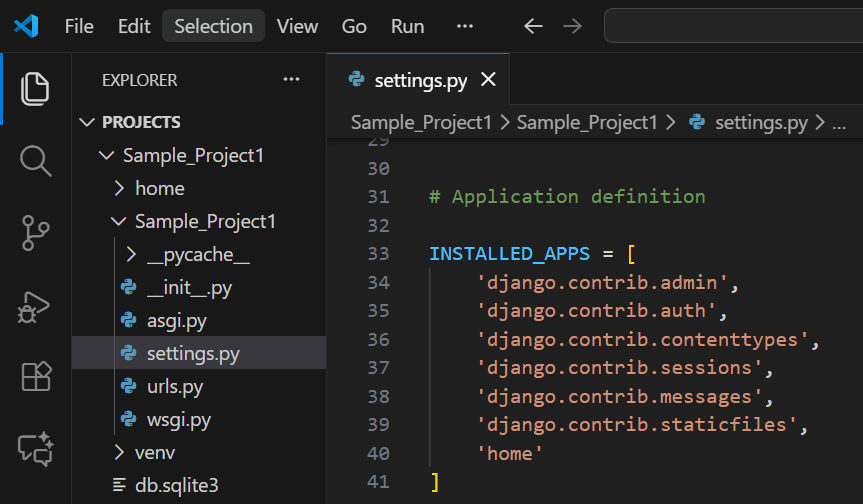 File Edit Selection View Go Run ...
EXPLORER ...
PROJECTS
Sample_Project1
home
Sample_Project1
__pycache__
__init__.py
asgi.py
settings.py
urls.py
wsgi.py
venv
db.sqlite3
settings.py
Sample_Project1 > Sample_Project1 > settings.py > ...
29
30
31 # Application definition
32
33 INSTALLED_APPS = [
34 'django.contrib.admin',
35 'django.contrib.auth',
36 'django.contrib.contenttypes',
37 'django.contrib.sessions',
38 'django.contrib.messages',
39 'django.contrib.staticfiles',
40 'home'
41 ]